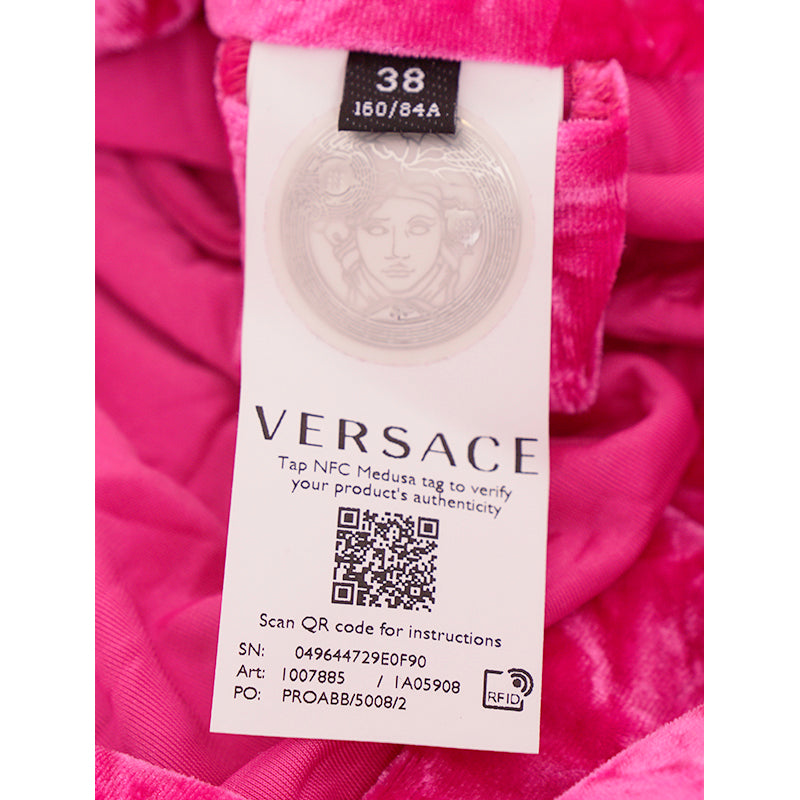 38
160/84A
VERSACE
Tap NFC Medusa tag to verify
your product's authenticity
Scan QR code for instructions
SN: 049644729E0F90
Art: 1007885 / 1A05908
PO: PROABB/5008/2
RFID